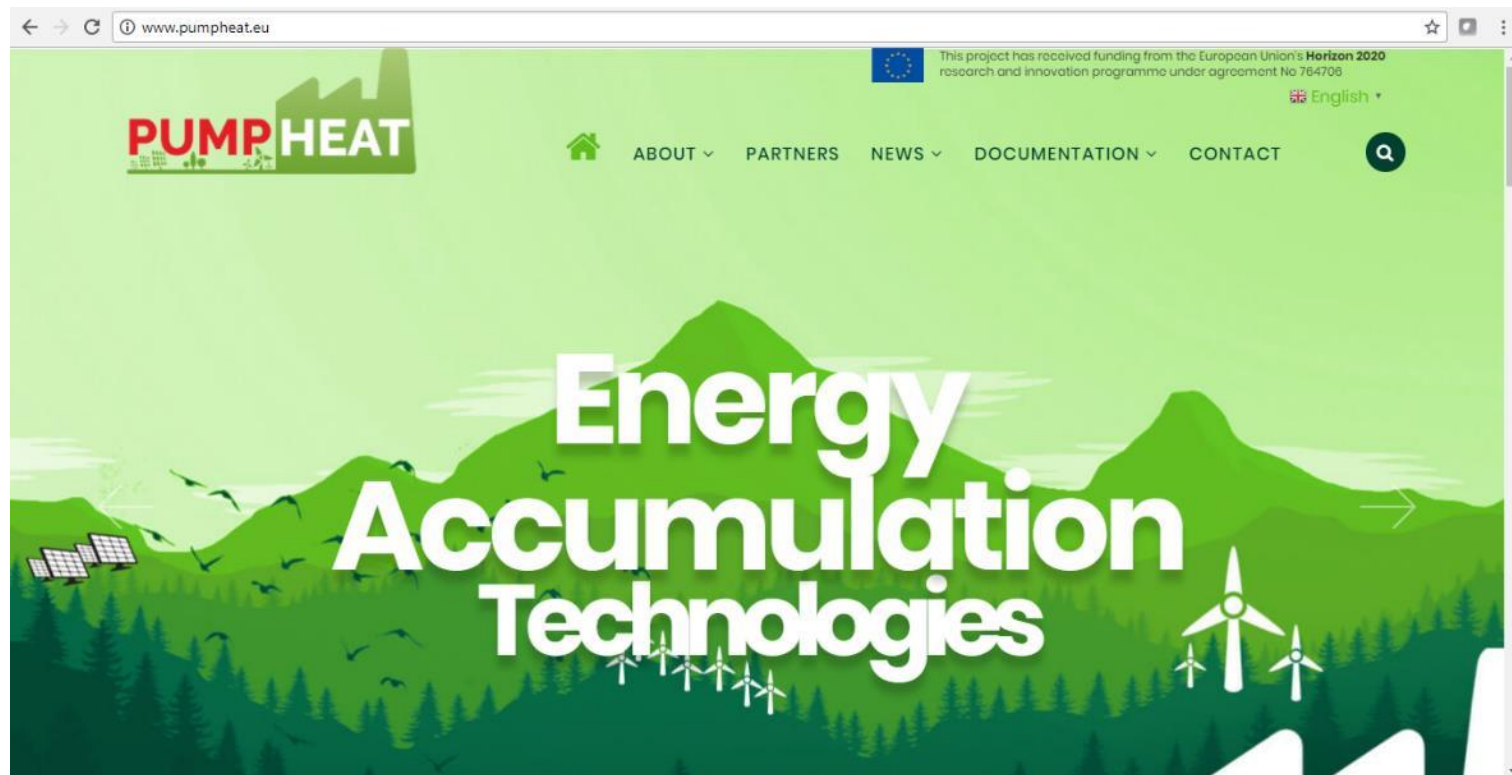 www.pumpheat.eu
This project has received funding from the European Union's Horizon 2020
research and innovation programme under agreement No 764706
English
PUMPHEAT
ABOUT
PARTNERS
NEWS
DOCUMENTATION
CONTACT
Energy
Accumulation
Technologies